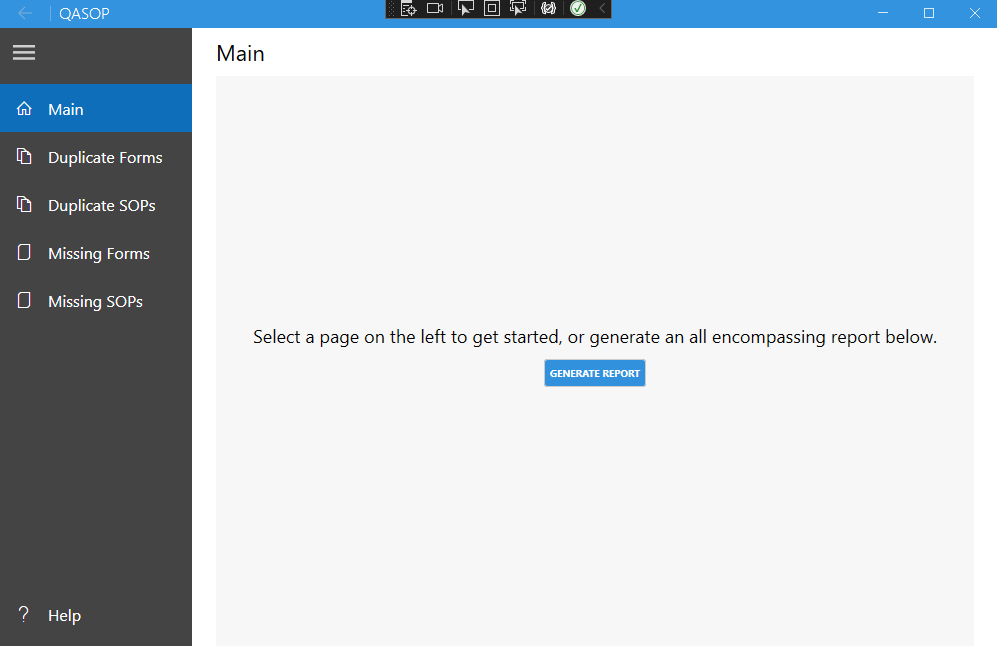 QASOP
Main
Main
Duplicate Forms
Duplicate SOPs
Missing Forms
Missing SOPs
Select a page on the left to get started, or generate an all encompassing report below.
GENERATE REPORT
? Help